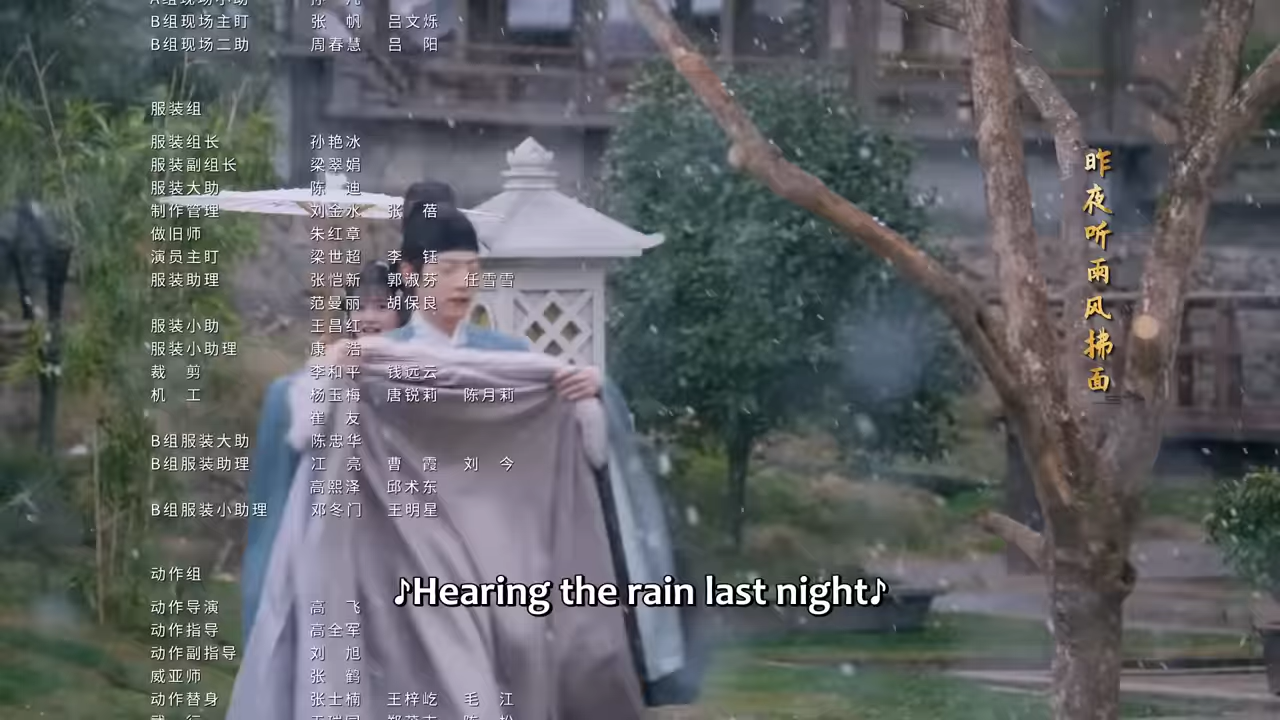 B组现场主盯 张 帆 吕文烁
B组现场二助 周春慧 吕 阳
服装组
服装组长 孙艳冰
服装副组长 梁翠娟
服装大助 陈 迪
制作管理 刘金水 张 蓓
做旧师 朱红章
演员主盯 梁世超 李 钰
服装助理 张恺新 郭淑芬 任雪雪
范曼丽 胡保良
服装小助 王昌红
服装小助理 康 浩
裁 剪 李和平 钱远云
机 工 杨玉梅 唐锐莉 陈月莉
崔 友
B组服装大助 陈忠华
B组服装助理 江 亮 曹 霞 刘 今
高熙泽 邱术东
B组服装小助理 邓冬门 王明星
动作组
动作导演 高 飞
动作指导 高全军
动作副指导 刘 旭
威亚师 张 鹤
动作替身 张士楠 王梓屹 毛 江
昨夜听雨风拂面
♪Hearing the rain last night♪